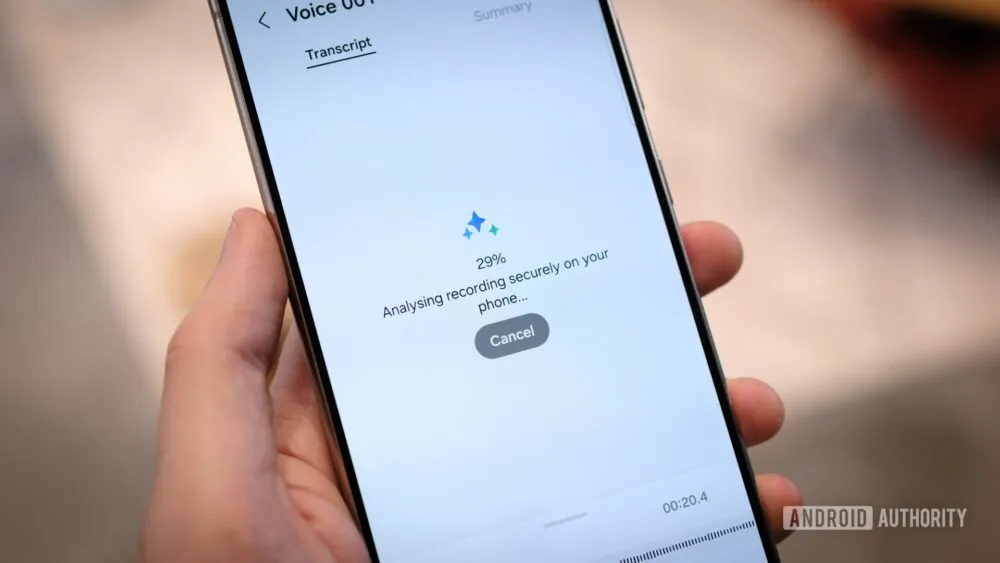 Voice 001
Summary
Transcript
29%
Analysing recording securely on your
phone...
Cancel
00:20.4
ANDROID AUTHORITY